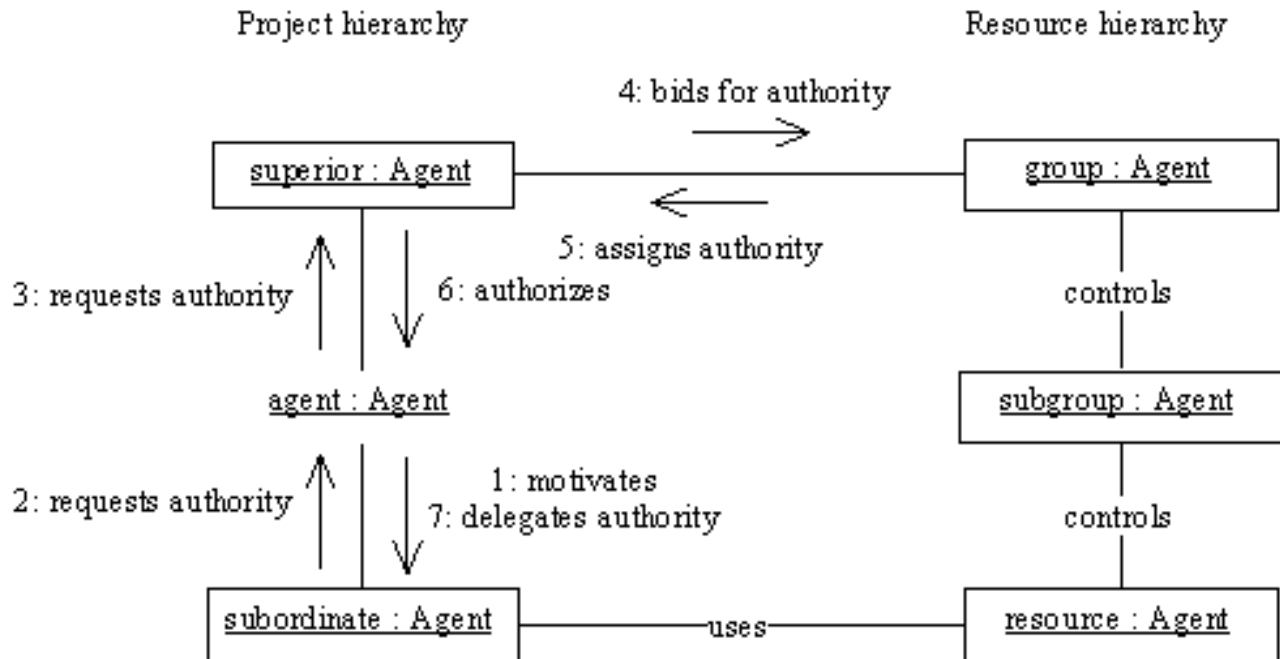 Project hierarchy
Resource hierarchy
4: bids for authority
superior : Agent
group : Agent
5: assigns authority
3: requests authority
6: authorizes
controls
agent : Agent
subgroup : Agent
2: requests authority
1: motivates
7: delegates authority
controls
subordinate : Agent
uses
resource : Agent